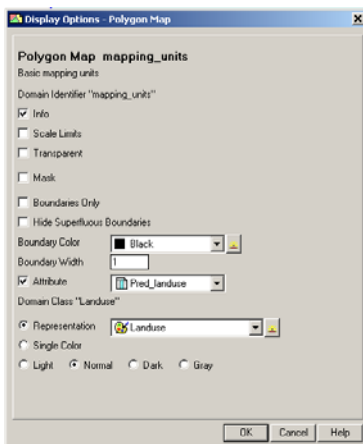 Display Options - Polygon Map
Polygon Map mapping_units
Basic mapping units
Domain Identifier "mapping_units"
Info
Scale Limits
Transparent
Mask
Boundaries Only
Hide Superfluous Boundaries
Boundary Color Black
Boundary Width 1
Attribute Pred_landuse
Domain Class "Landuse"
Representation Landuse
Single Color
Light Normal Dark Gray
OK Cancel Help